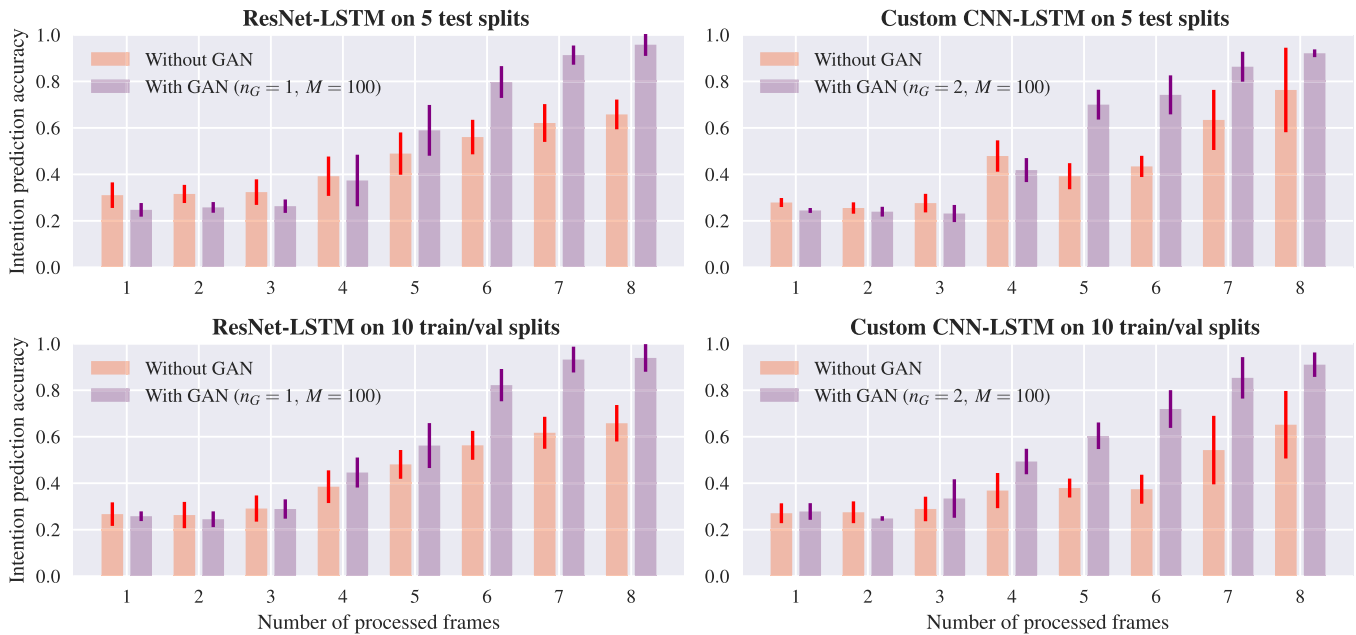 ResNet-LSTM on 5 test splits
Intention prediction accuracy
1.0
0.8
0.6
0.4
0.2
0.0
Without GAN
With GAN (n_G = 1, M = 100)
1 2 3 4 5 6 7 8
Custom CNN-LSTM on 5 test splits
1.0
0.8
0.6
0.4
0.2
0.0
Without GAN
With GAN (n_G = 2, M = 100)
1 2 3 4 5 6 7 8
ResNet-LSTM on 10 train/val splits
Intention prediction accuracy
1.0
0.8
0.6
0.4
0.2
0.0
Without GAN
With GAN (n_G = 1, M = 100)
1 2 3 4 5 6 7 8
Number of processed frames
Custom CNN-LSTM on 10 train/val splits
1.0
0.8
0.6
0.4
0.2
0.0
Without GAN
With GAN (n_G = 2, M = 100)
1 2 3 4 5 6 7 8
Number of processed frames